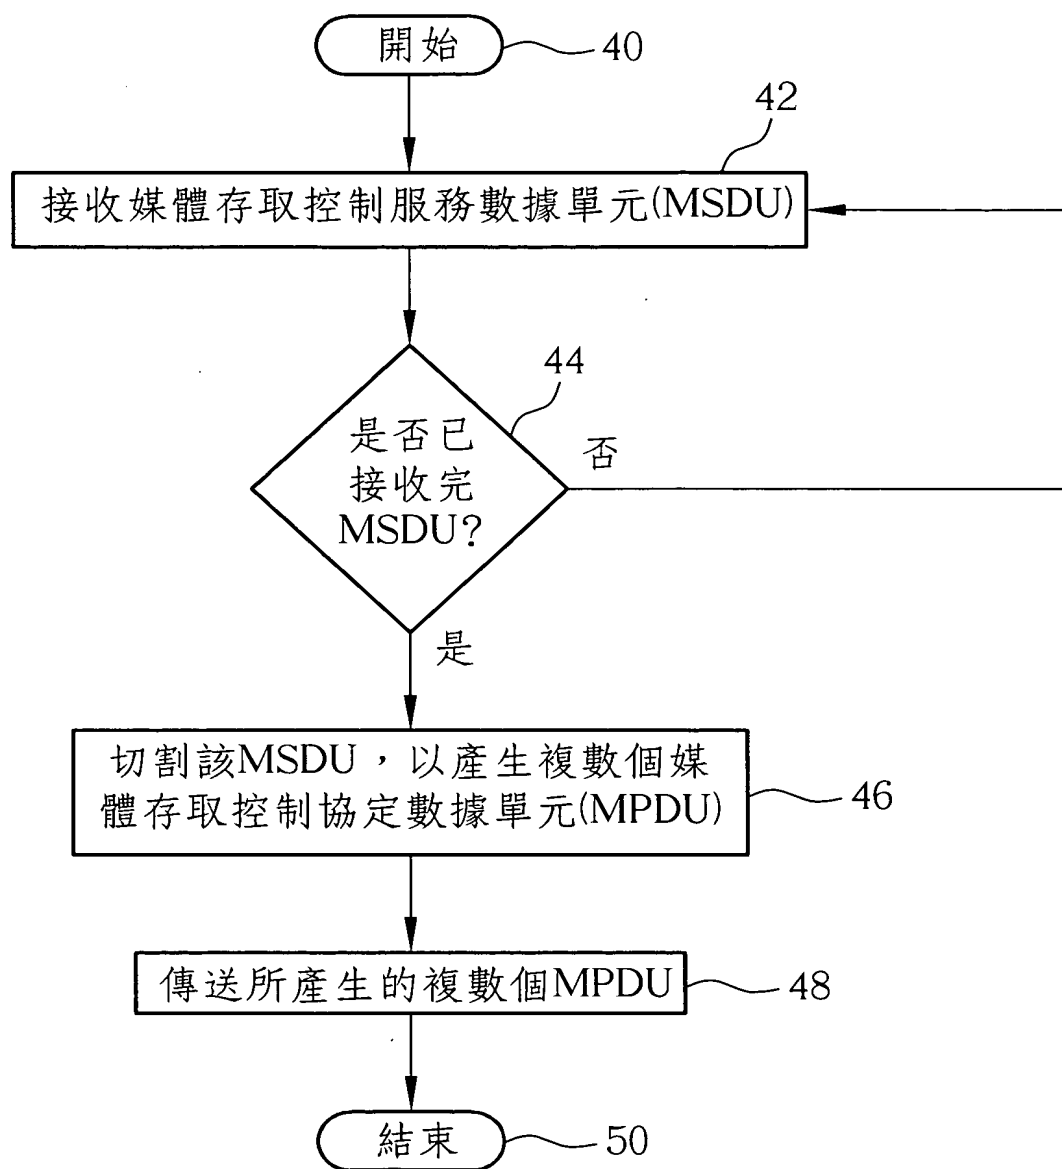 開始
40
42
接收媒體存取控制服務數據單元(MSDU)
44
是否已
接收完
MSDU?
否
是
切割該MSDU，以產生複數個媒
體存取控制協定數據單元(MPDU)
46
傳送所產生的複數個MPDU
48
結束
50